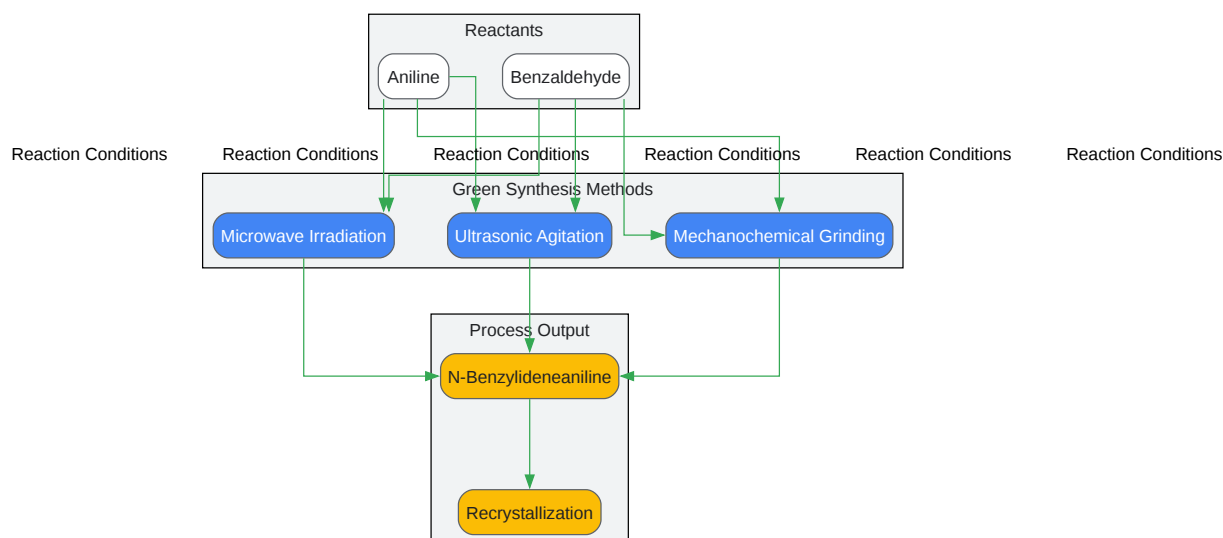 Reactants
Aniline
Benzaldehyde
Reaction Conditions
Reaction Conditions
Reaction Conditions
Reaction Conditions
Reaction Conditions
Reaction Conditions
Green Synthesis Methods
Microwave Irradiation
Ultrasonic Agitation
Mechanochemical Grinding
Process Output
N-Benzylideneaniline
Recrystallization